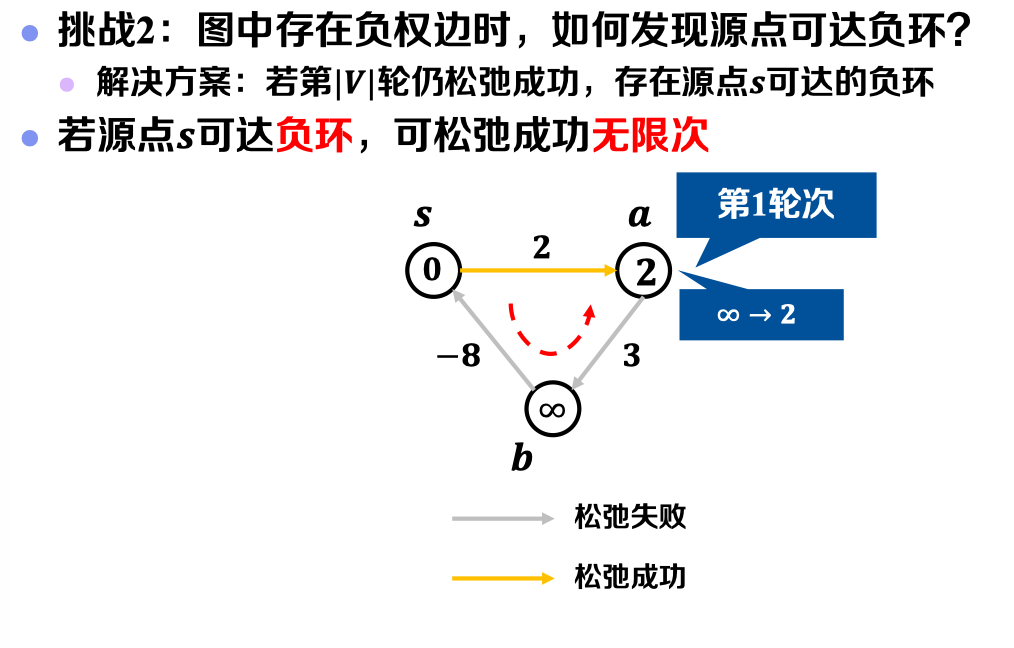 挑战2：图中存在负权边时，如何发现源点可达负环？
解决方案：若第|V|轮仍松弛成功，存在源点s可达的负环
若源点s可达负环，可松弛成功无限次
第1轮次
s
a
2
0
2
∞ → 2
−8
3
∞
b
松弛失败
松弛成功